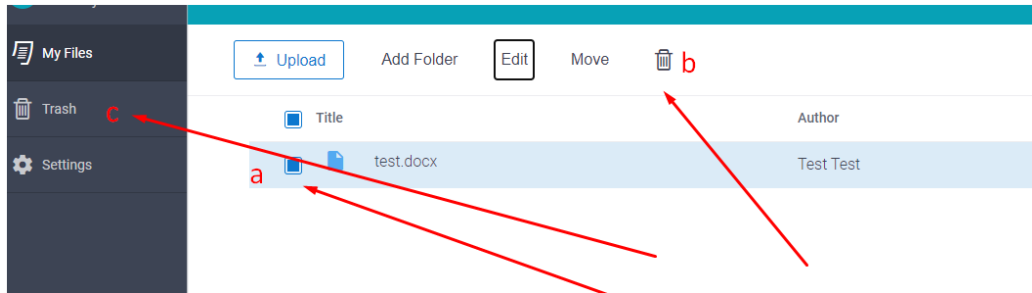 My Files
Upload Add Folder Edit Move b
Trash c
Title Author
a test.docx Test Test
Settings